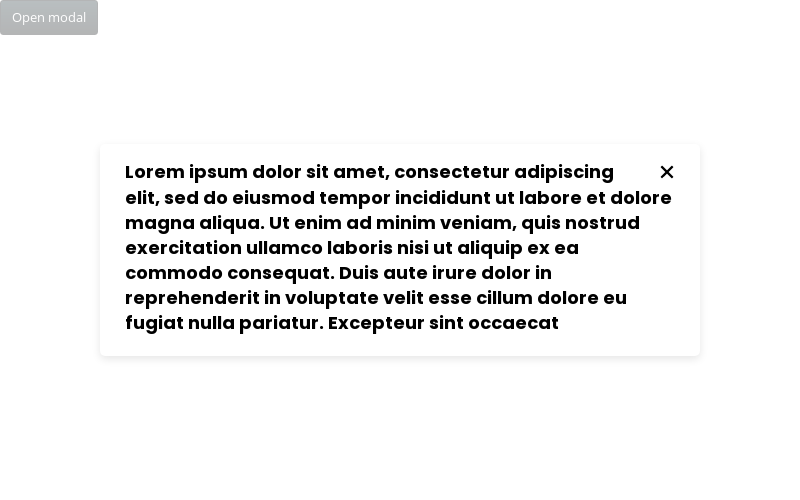 Open modal
Lorem ipsum dolor sit amet, consectetur adipiscing
elit, sed do eiusmod tempor incididunt ut labore et dolore
magna aliqua. Ut enim ad minim veniam, quis nostrud
exercitation ullamco laboris nisi ut aliquip ex ea
commodo consequat. Duis aute irure dolor in
reprehenderit in voluptate velit esse cillum dolore eu
fugiat nulla pariatur. Excepteur sint occaecat